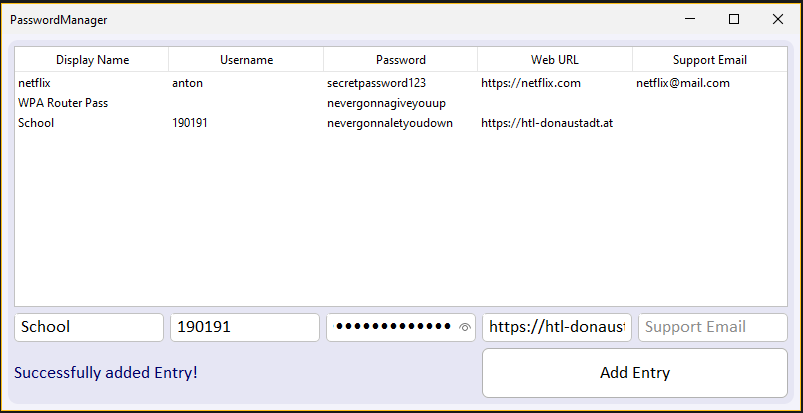 PasswordManager
Display Name Username Password Web URL Support Email
netflix anton secretpassword123 https://netflix.com netflix@mail.com
WPA Router Pass nevergonnagiveyouup
School 190191 nevergonnaletyoudown https://htl-donaustadt.at
School 190191 ••••••••••••• https://htl-donaust Support Email
Successfully added Entry! Add Entry